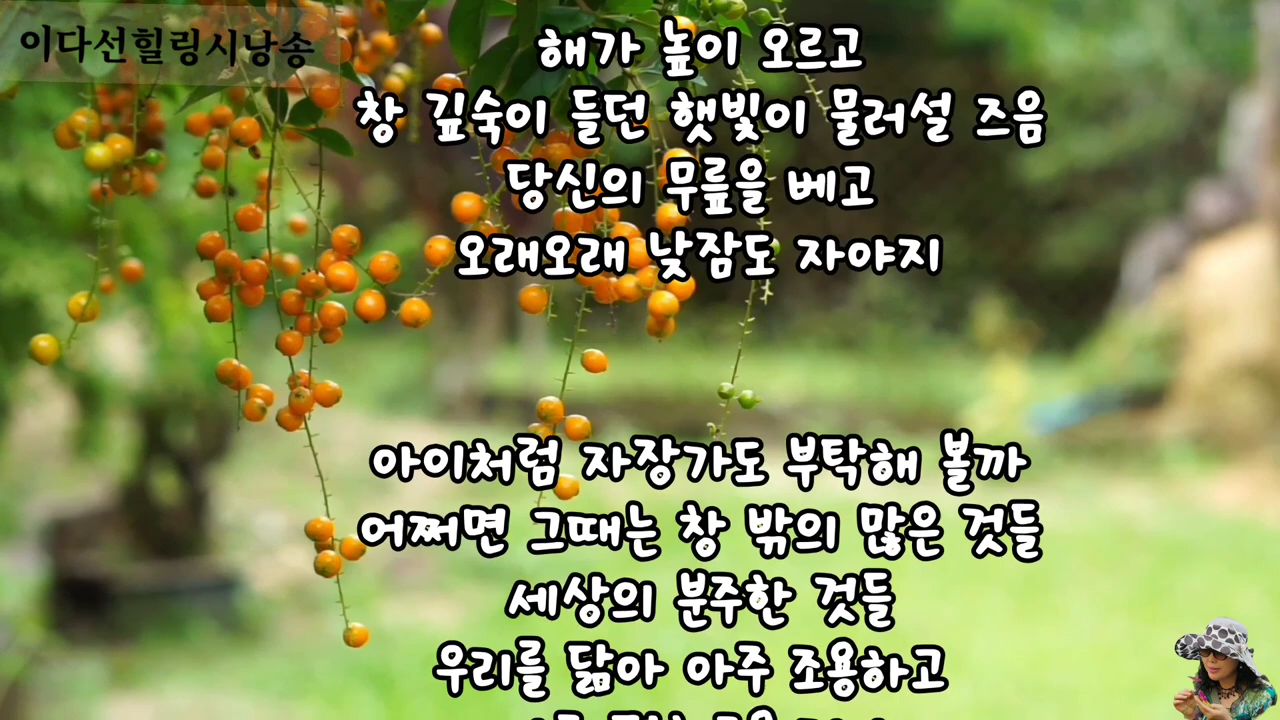 이다선힐링시낭송
해가 높이 오르고
창 깊숙이 들던 햇빛이 물러설 즈음
당신의 무릎을 베고
오래오래 낮잠도 자야지
아이처럼 자장가도 부탁해 볼까
어쩌면 그때는 창 밖의 많은 것들
세상의 분주한 것들
우리를 닮아 아주 조용하고